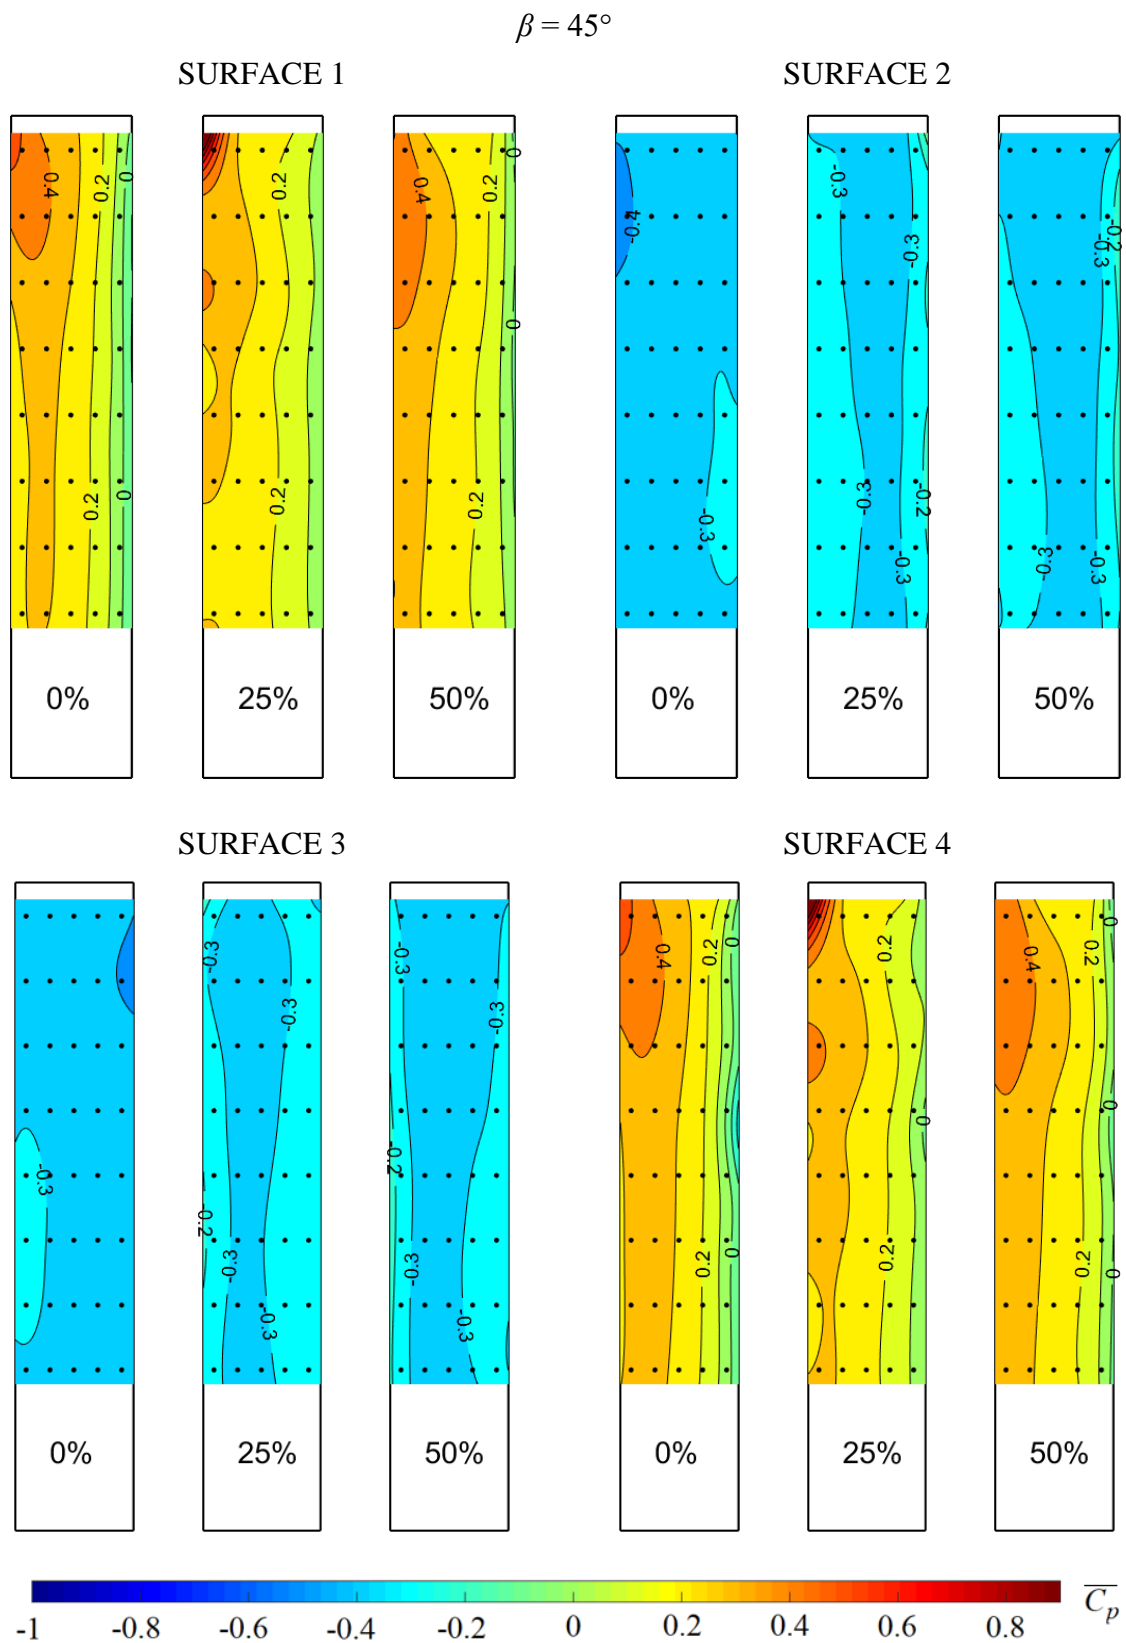 β = 45°
SURFACE 1 SURFACE 2
0.4 0.2 0 0.2 0.4 0.2 0 -0.4 -0.3 -0.3 -0.2 -0.3
0
0.2 0 0.2 0.2 -0.3 -0.3 -0.2 -0.3 -0.3 -0.3
0% 25% 50% 0% 25% 50%
SURFACE 3 SURFACE 4
-0.3 -0.3 -0.3 -0.3 0.4 0.2 0 0.2 0.4 0.2 0
-0.3 -0.2 0 0
-0.2 -0.3 -0.3 -0.3 -0.3 0.2 0 0.2 0.2 0
0% 25% 50% 0% 25% 50%
-1 -0.8 -0.6 -0.4 -0.2 0 0.2 0.4 0.6 0.8 C̅p